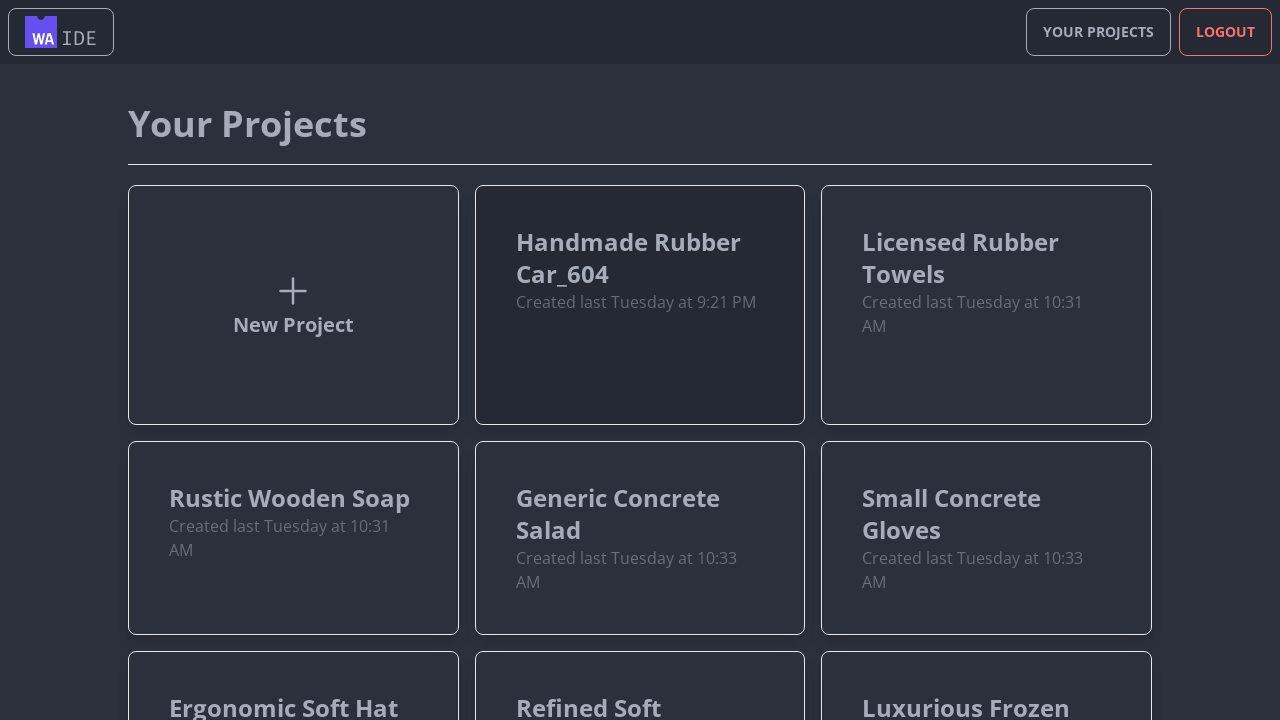 WA IDE
YOUR PROJECTS
LOGOUT
Your Projects
New Project
Handmade Rubber
Car_604
Created last Tuesday at 9:21 PM
Licensed Rubber
Towels
Created last Tuesday at 10:31
AM
Rustic Wooden Soap
Created last Tuesday at 10:31
AM
Generic Concrete
Salad
Created last Tuesday at 10:33
AM
Small Concrete
Gloves
Created last Tuesday at 10:33
AM
Ergonomic Soft Hat
Refined Soft
Luxurious Frozen